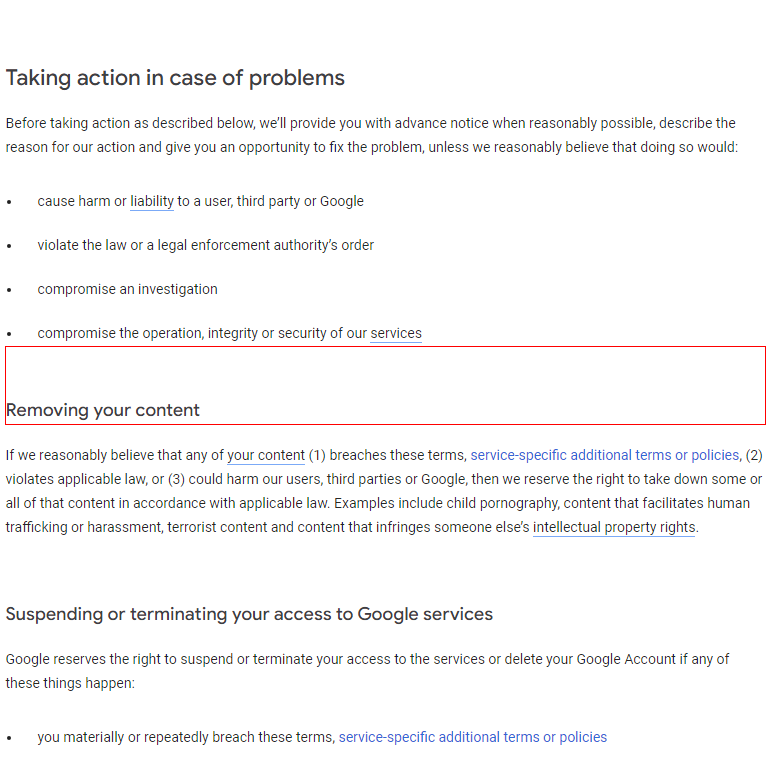 Taking action in case of problems
Before taking action as described below, we’ll provide you with advance notice when reasonably possible, describe the
reason for our action and give you an opportunity to fix the problem, unless we reasonably believe that doing so would:
• cause harm or liability to a user, third party or Google
• violate the law or a legal enforcement authority’s order
• compromise an investigation
• compromise the operation, integrity or security of our services
Removing your content
If we reasonably believe that any of your content (1) breaches these terms, service-specific additional terms or policies, (2)
violates applicable law, or (3) could harm our users, third parties or Google, then we reserve the right to take down some or
all of that content in accordance with applicable law. Examples include child pornography, content that facilitates human
trafficking or harassment, terrorist content and content that infringes someone else’s intellectual property rights.
Suspending or terminating your access to Google services
Google reserves the right to suspend or terminate your access to the services or delete your Google Account if any of
these things happen:
• you materially or repeatedly breach these terms, service-specific additional terms or policies